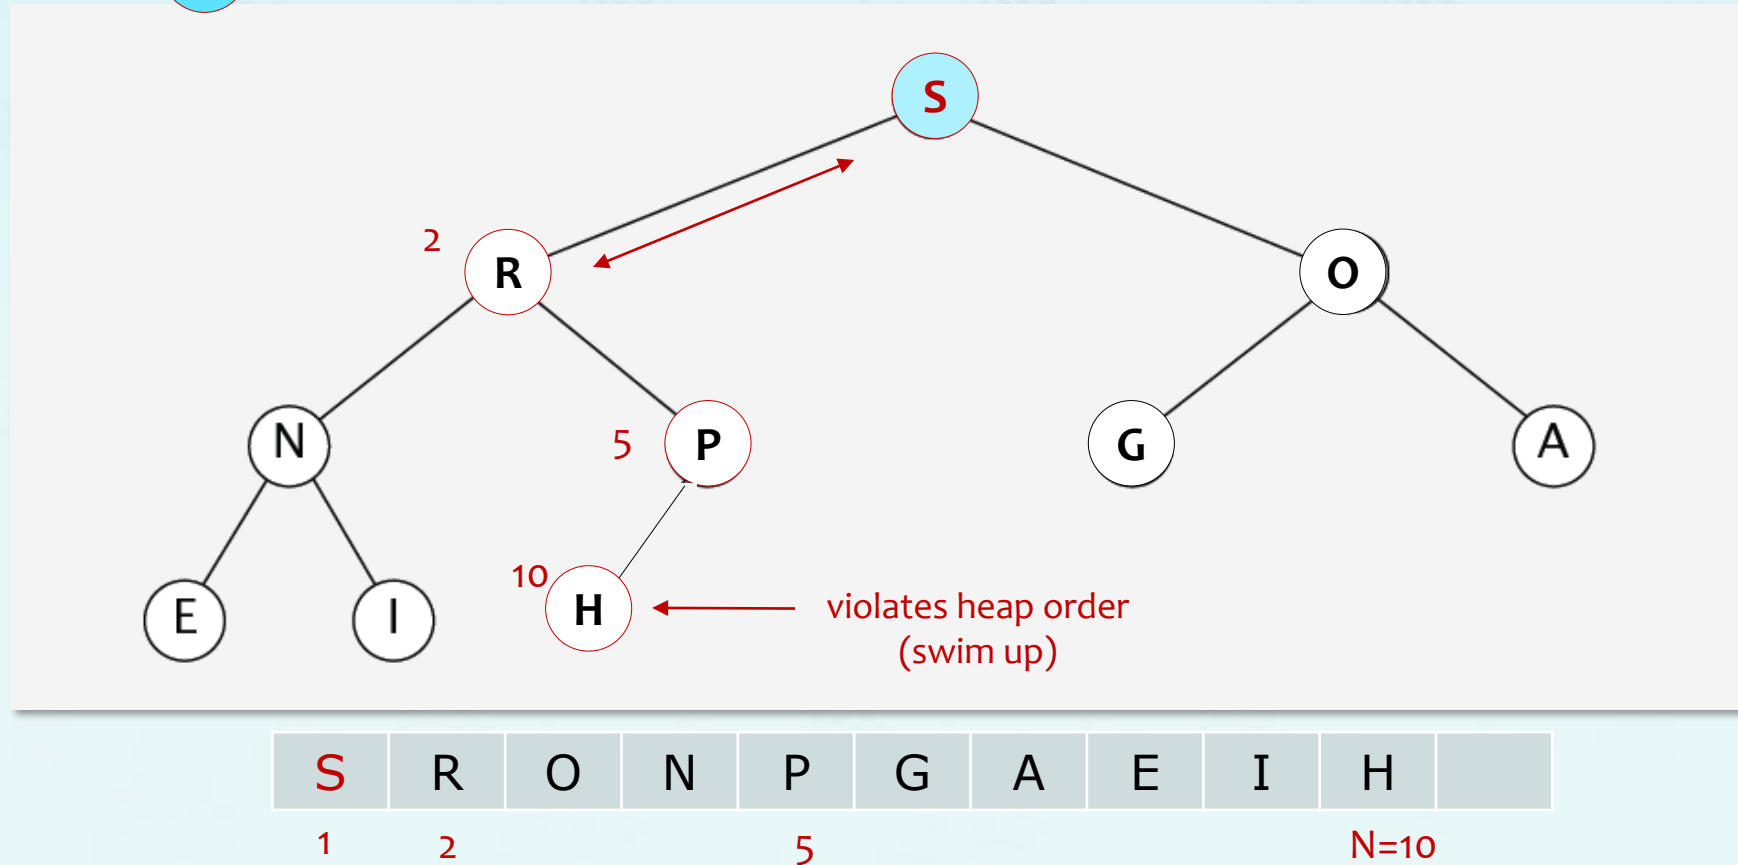 S
2
R
O
N
5
P
G
A
E
I
10
H
violates heap order
(swim up)
S R O N P G A E I H
1 2 5 N=10